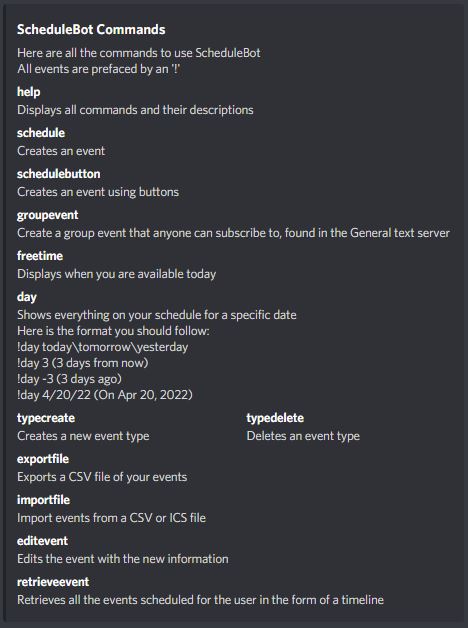 ScheduleBot Commands
Here are all the commands to use ScheduleBot
All events are prefaced by an '!'
help
Displays all commands and their descriptions
schedule
Creates an event
schedulebutton
Creates an event using buttons
groupevent
Create a group event that anyone can subscribe to, found in the General text server
freetime
Displays when you are available today
day
Shows everything on your schedule for a specific date
Here is the format you should follow:
!day today\tomorrow\yesterday
!day 3 (3 days from now)
!day -3 (3 days ago)
!day 4/20/22 (On Apr 20, 2022)
typecreate
Creates a new event type
typedelete
Deletes an event type
exportfile
Exports a CSV file of your events
importfile
Import events from a CSV or ICS file
editevent
Edits the event with the new information
retrieveevent
Retrieves all the events scheduled for the user in the form of a timeline